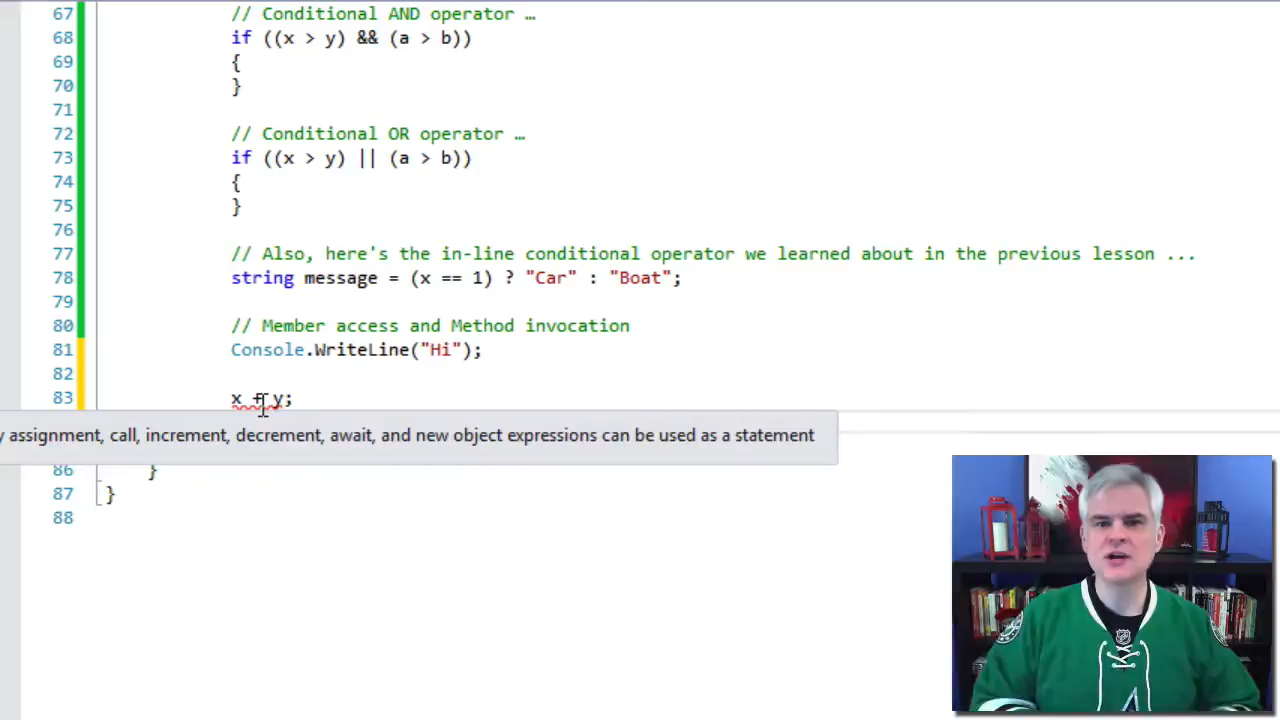 67 // Conditional AND operator …
68 if ((x > y) && (a > b))
69 {
70 }
71
72 // Conditional OR operator …
73 if ((x > y) || (a > b))
74 {
75 }
76
77 // Also, here's the in-line conditional operator we learned about in the previous lesson ...
78 string message = (x == 1) ? "Car" : "Boat";
79
80 // Member access and Method invocation
81 Console.WriteLine("Hi");
82
83 x + y;
assignment, call, increment, decrement, await, and new object expressions can be used as a statement
86 }
87 }
88